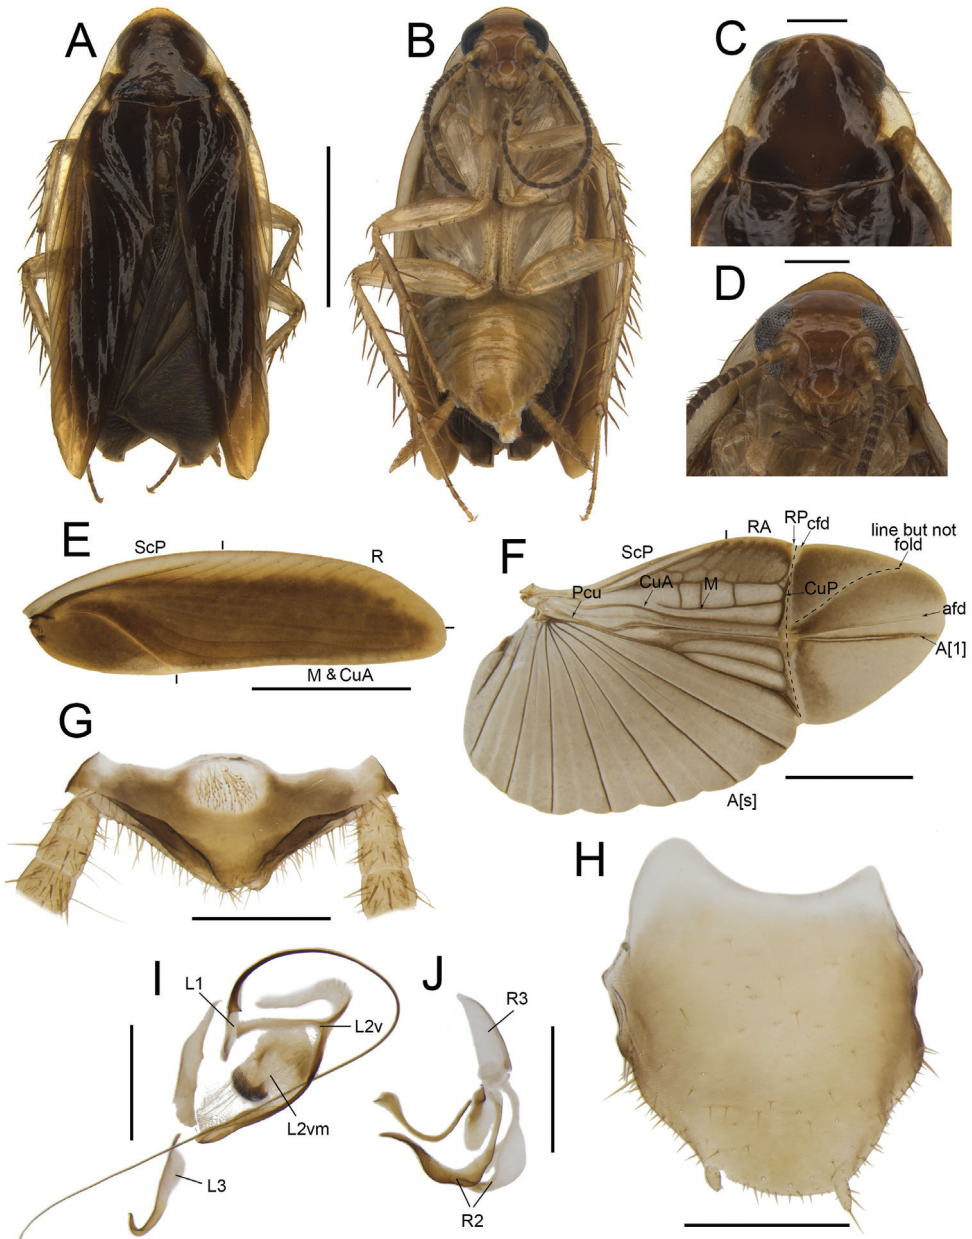 A
B
C
D
E
ScP
R
M & CuA
F
ScP
RA
RP
cfd
line but not
fold
Pcu
CuA
M
CuP
afd
A[1]
A[s]
G
H
I
L1
L2v
L2vm
L3
J
R3
R2